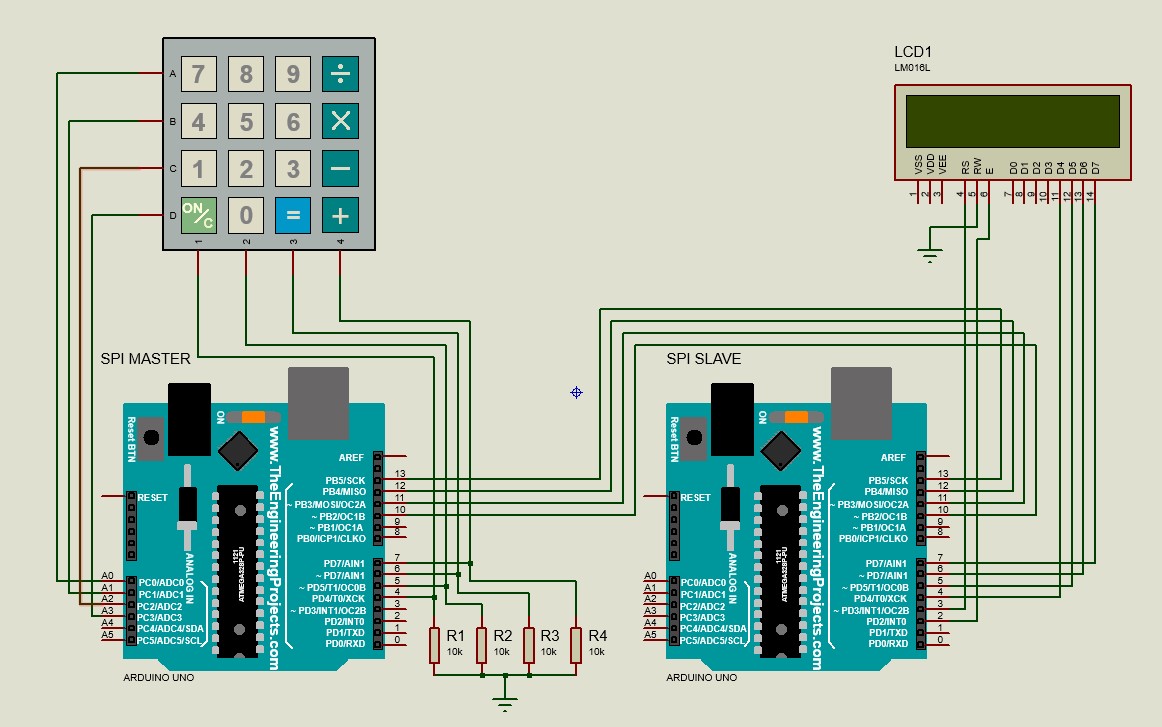 LCD1
LM016L
VSS VDD VEE RS RW E D0 D1 D2 D3 D4 D5 D6 D7
1 2 3 4 5 6 7 8 9 10 11 12 13 14
A 7 8 9 ÷
B 4 5 6 ×
C 1 2 3 −
D ON/C 0 = +
1 2 3 4
SPI MASTER
Reset BTN
ON
www.TheEngineeringProjects.com
RESET
AREF
PB5/SCK 13
PB4/MISO 12
~ PB3/MOSI/OC2A 11
~ PB2/OC1B 10
~ PB1/OC1A 9
PB0/ICP1/CLKO 8
1121
ATMEGA328P-PU
ANALOG IN
A0 PC0/ADC0
A1 PC1/ADC1
A2 PC2/ADC2
A3 PC3/ADC3
A4 PC4/ADC4/SDA
A5 PC5/ADC5/SCL
PD7/AIN1 7
~ PD7/AIN1 6
~ PD5/T1/OC0B 5
PD4/T0/XCK 4
~ PD3/INT1/OC2B 3
PD2/INT0 2
PD1/TXD 1
PD0/RXD 0
ARDUINO UNO
R1
10k
R2
10k
R3
10k
R4
10k
SPI SLAVE
Reset BTN
ON
www.TheEngineeringProjects.com
RESET
AREF
PB5/SCK 13
PB4/MISO 12
~ PB3/MOSI/OC2A 11
~ PB2/OC1B 10
~ PB1/OC1A 9
PB0/ICP1/CLKO 8
1121
ATMEGA328P-PU
ANALOG IN
A0 PC0/ADC0
A1 PC1/ADC1
A2 PC2/ADC2
A3 PC3/ADC3
A4 PC4/ADC4/SDA
A5 PC5/ADC5/SCL
PD7/AIN1 7
~ PD7/AIN1 6
~ PD5/T1/OC0B 5
PD4/T0/XCK 4
~ PD3/INT1/OC2B 3
PD2/INT0 2
PD1/TXD 1
PD0/RXD 0
ARDUINO UNO